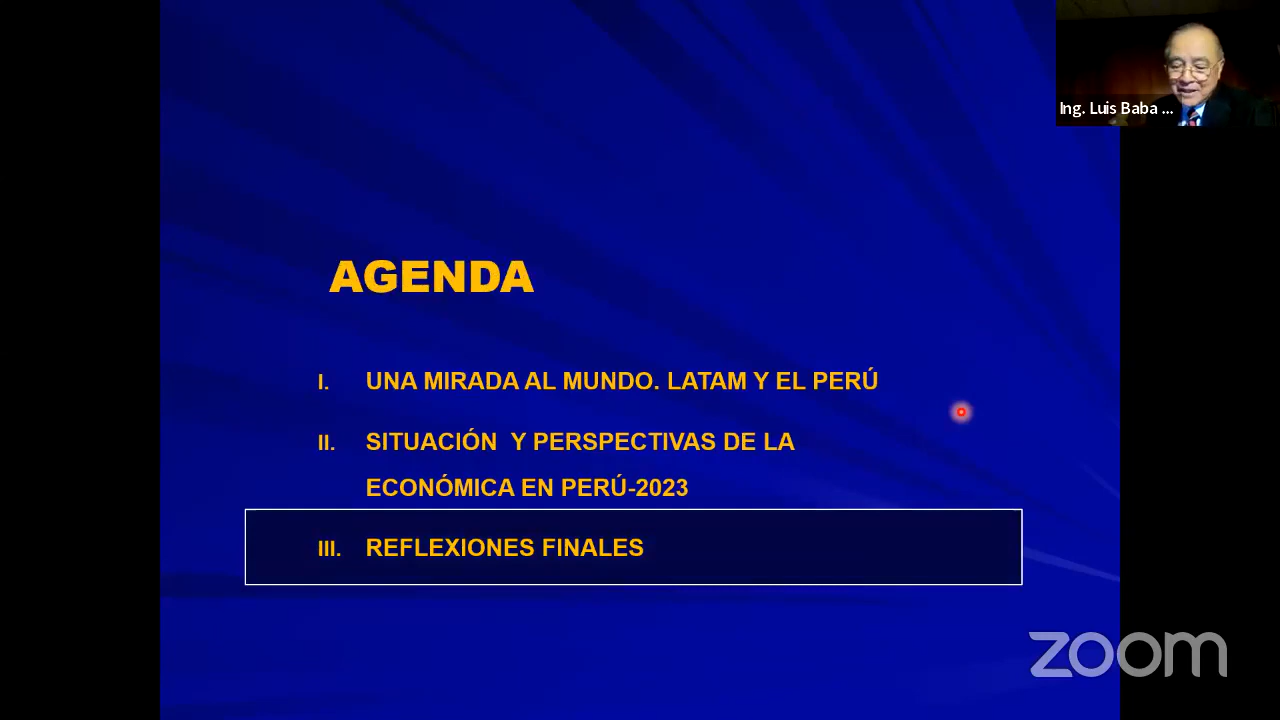 Ing. Luis Baba ...
AGENDA
I. UNA MIRADA AL MUNDO. LATAM Y EL PERÚ
II. SITUACIÓN Y PERSPECTIVAS DE LA
ECONÓMICA EN PERÚ-2023
III. REFLEXIONES FINALES
zoom